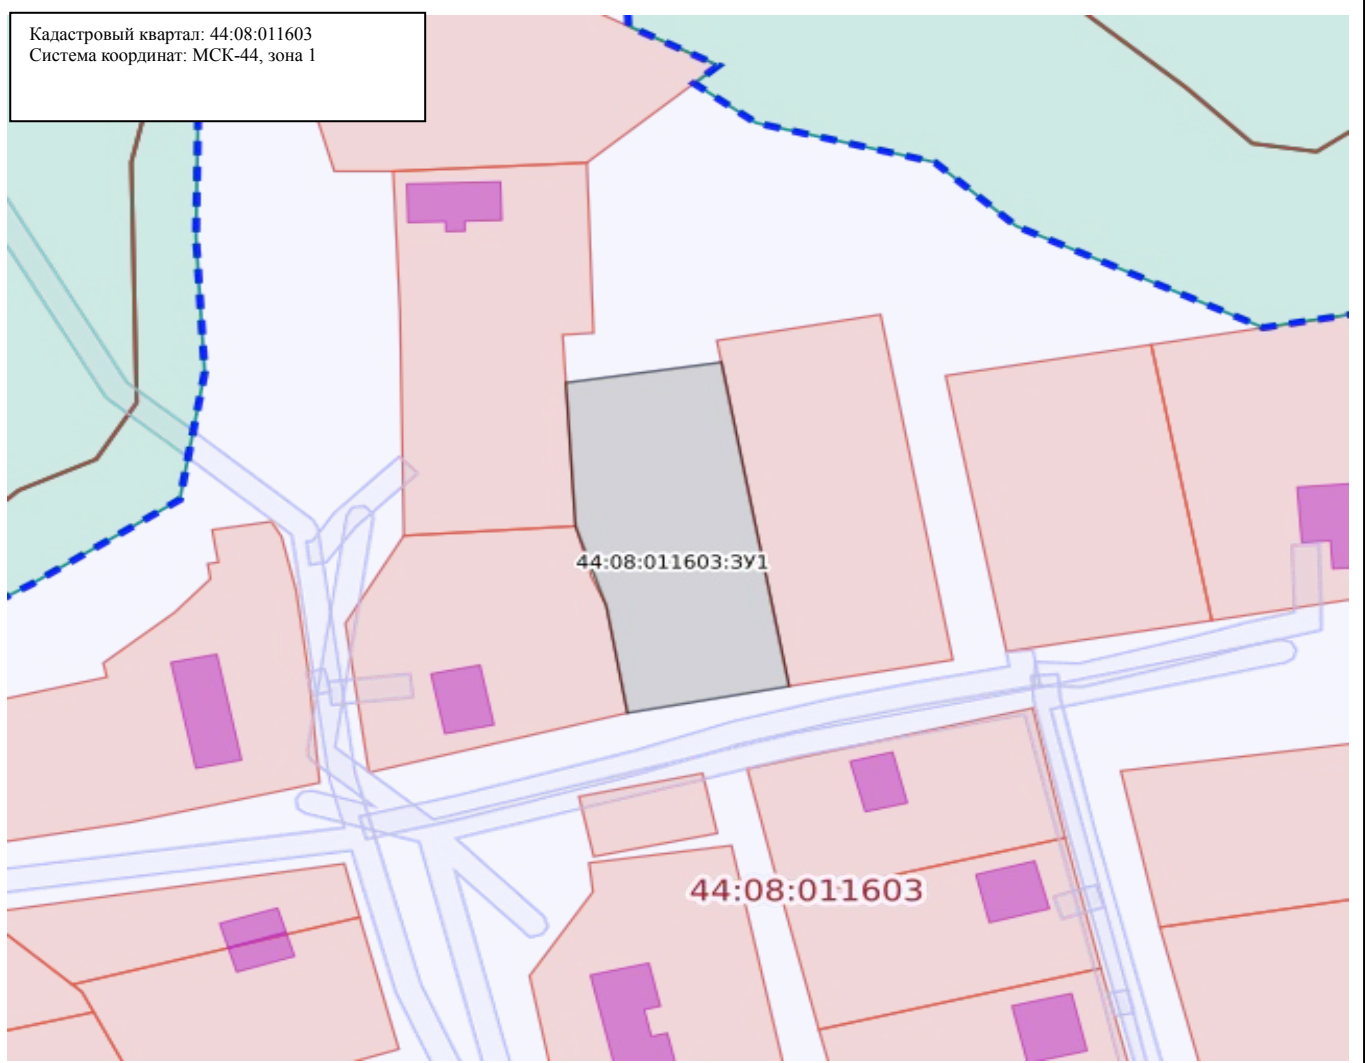 Кадастровый квартал: 44:08:011603
Система координат: МСК-44, зона 1
44:08:011603:ЗУ1
44:08:011603